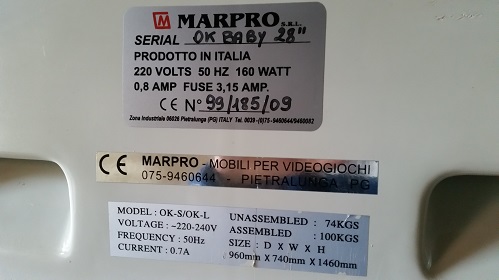 M MARPRO S.R.L.
SERIAL OK BABY 28"
PRODOTTO IN ITALIA
220 VOLTS 50 HZ 160 WATT
0,8 AMP FUSE 3,15 AMP.
CE N° 99/485/09
Zona Industriale 06026 Pietralunga (PG) ITALY Tel. 0039-(0)75-9460644/9460082
CE MARPRO - MOBILI PER VIDEOGIOCHI
075-9460644 - PIETRALUNGA PG
MODEL : OK-S/OK-L
VOLTAGE : ~220-240V
FREQUENCY : 50Hz
CURRENT : 0.7A
UNASSEMBLED : 74KGS
ASSEMBLED : 100KGS
SIZE : D X W X H
960mm X 740mm X 1460mm